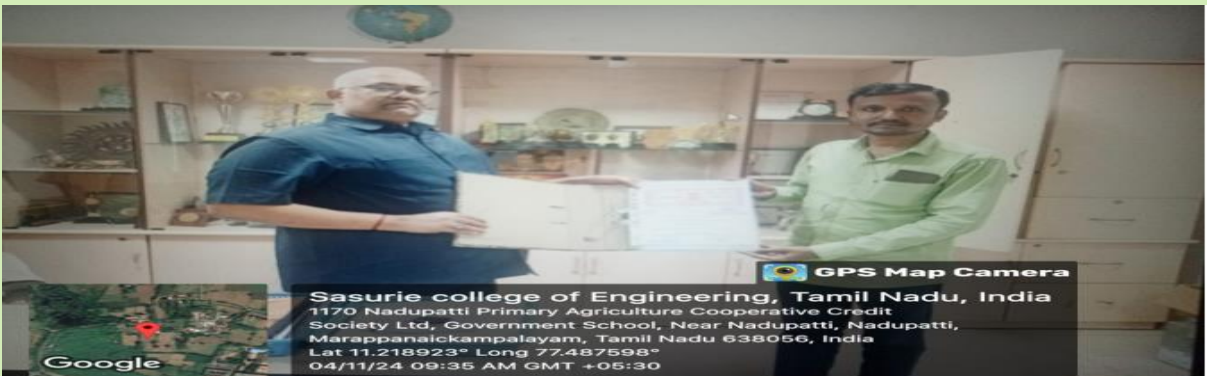 GPS Map Camera
Sasurie college of Engineering, Tamil Nadu, India
1170 Nadupatti Primary Agriculture Cooperative Credit
Society Ltd, Government School, Near Nadupatti, Nadupatti,
Marappanaickampalayam, Tamil Nadu 638056, India
Lat 11.218923° Long 77.487598°
04/11/24 09:35 AM GMT +05:30
Google